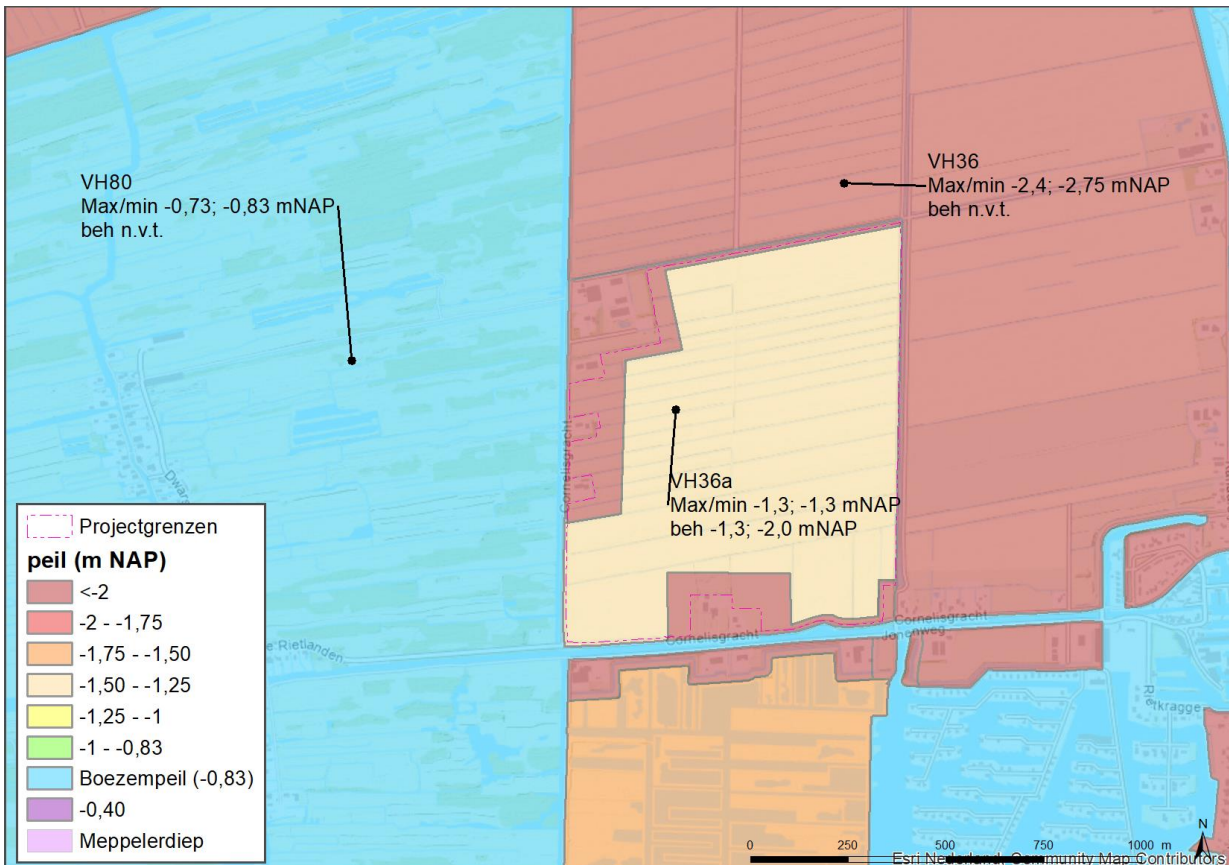 VH36
Max/min -2,4; -2,75 mNAP
beh n.v.t.
VH80
Max/min -0,73; -0,83 mNAP
beh n.v.t.
Cornelisgracht
VH36a
Max/min -1,3; -1,3 mNAP
beh -1,3; -2,0 mNAP
Cornelisgracht
Cornelisgracht
Jonenweg
Rietlanden
Rietkragge
Projectgrenzen
peil (m NAP)
<-2
-2 - -1,75
-1,75 - -1,50
-1,50 - -1,25
-1,25 - -1
-1 - -0,83
Boezempeil (-0,83)
-0,40
Meppelerdiep
N
0 250 500 750 1000 m
Esri Nederland, Community Map Contributors